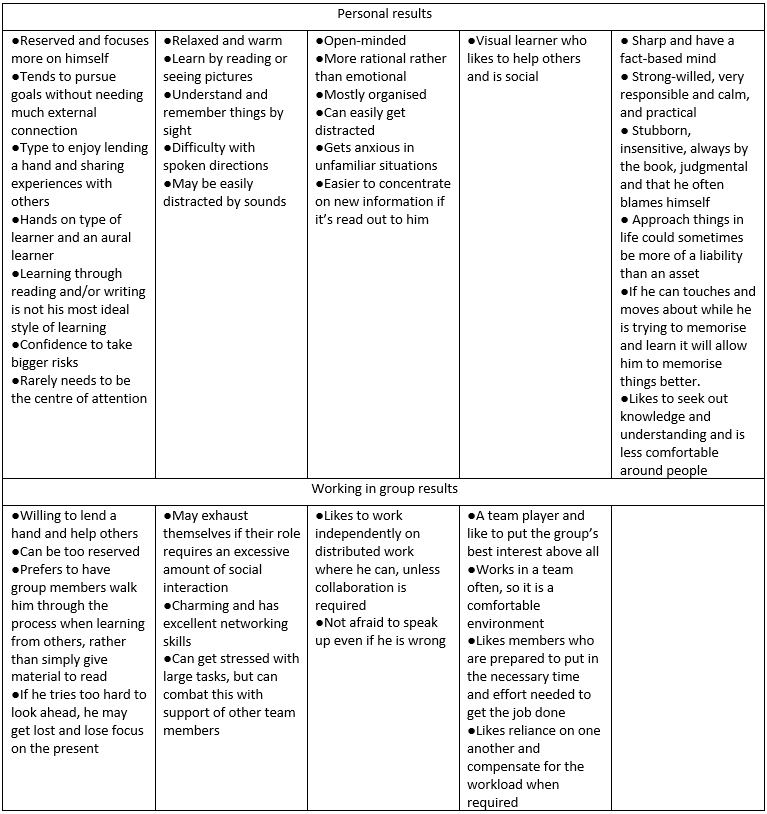 Personal results
●Reserved and focuses
more on himself
●Tends to pursue
goals without needing
much external
connection
●Type to enjoy lending
a hand and sharing
experiences with
others
●Hands on type of
learner and an aural
learner
●Learning through
reading and/or writing
is not his most ideal
style of learning
●Confidence to take
bigger risks
●Rarely needs to be
the centre of attention
●Relaxed and warm
●Learn by reading or
seeing pictures
●Understand and
remember things by
sight
●Difficulty with
spoken directions
●May be easily
distracted by sounds
●Open-minded
●More rational rather
than emotional
●Mostly organised
●Can easily get
distracted
●Gets anxious in
unfamiliar situations
●Easier to concentrate
on new information if
it's read out to him
●Visual learner who
likes to help others
and is social
● Sharp and have a
fact-based mind
● Strong-willed, very
responsible and calm,
and practical
● Stubborn,
insensitive, always by
the book, judgmental
and that he often
blames himself
● Approach things in
life could sometimes
be more of a liability
than an asset
●If he can touches and
moves about while he
is trying to memorise
and learn it will allow
him to memorise
things better.
●Likes to seek out
knowledge and
understanding and is
less comfortable
around people
Working in group results
●Willing to lend a
hand and help others
●Can be too reserved
●Prefers to have
group members walk
him through the
process when learning
from others, rather
than simply give
material to read
●If he tries too hard to
look ahead, he may
get lost and lose focus
on the present
●May exhaust
themselves if their role
requires an excessive
amount of social
interaction
●Charming and has
excellent networking
skills
●Can get stressed with
large tasks, but can
combat this with
support of other team
members
●Likes to work
independently on
distributed work
where he can, unless
collaboration is
required
●Not afraid to speak
up even if he is wrong
●A team player and
like to put the group's
best interest above all
●Works in a team
often, so it is a
comfortable
environment
●Likes members who
are prepared to put in
the necessary time
and effort needed to
get the job done
●Likes reliance on one
another and
compensate for the
workload when
required